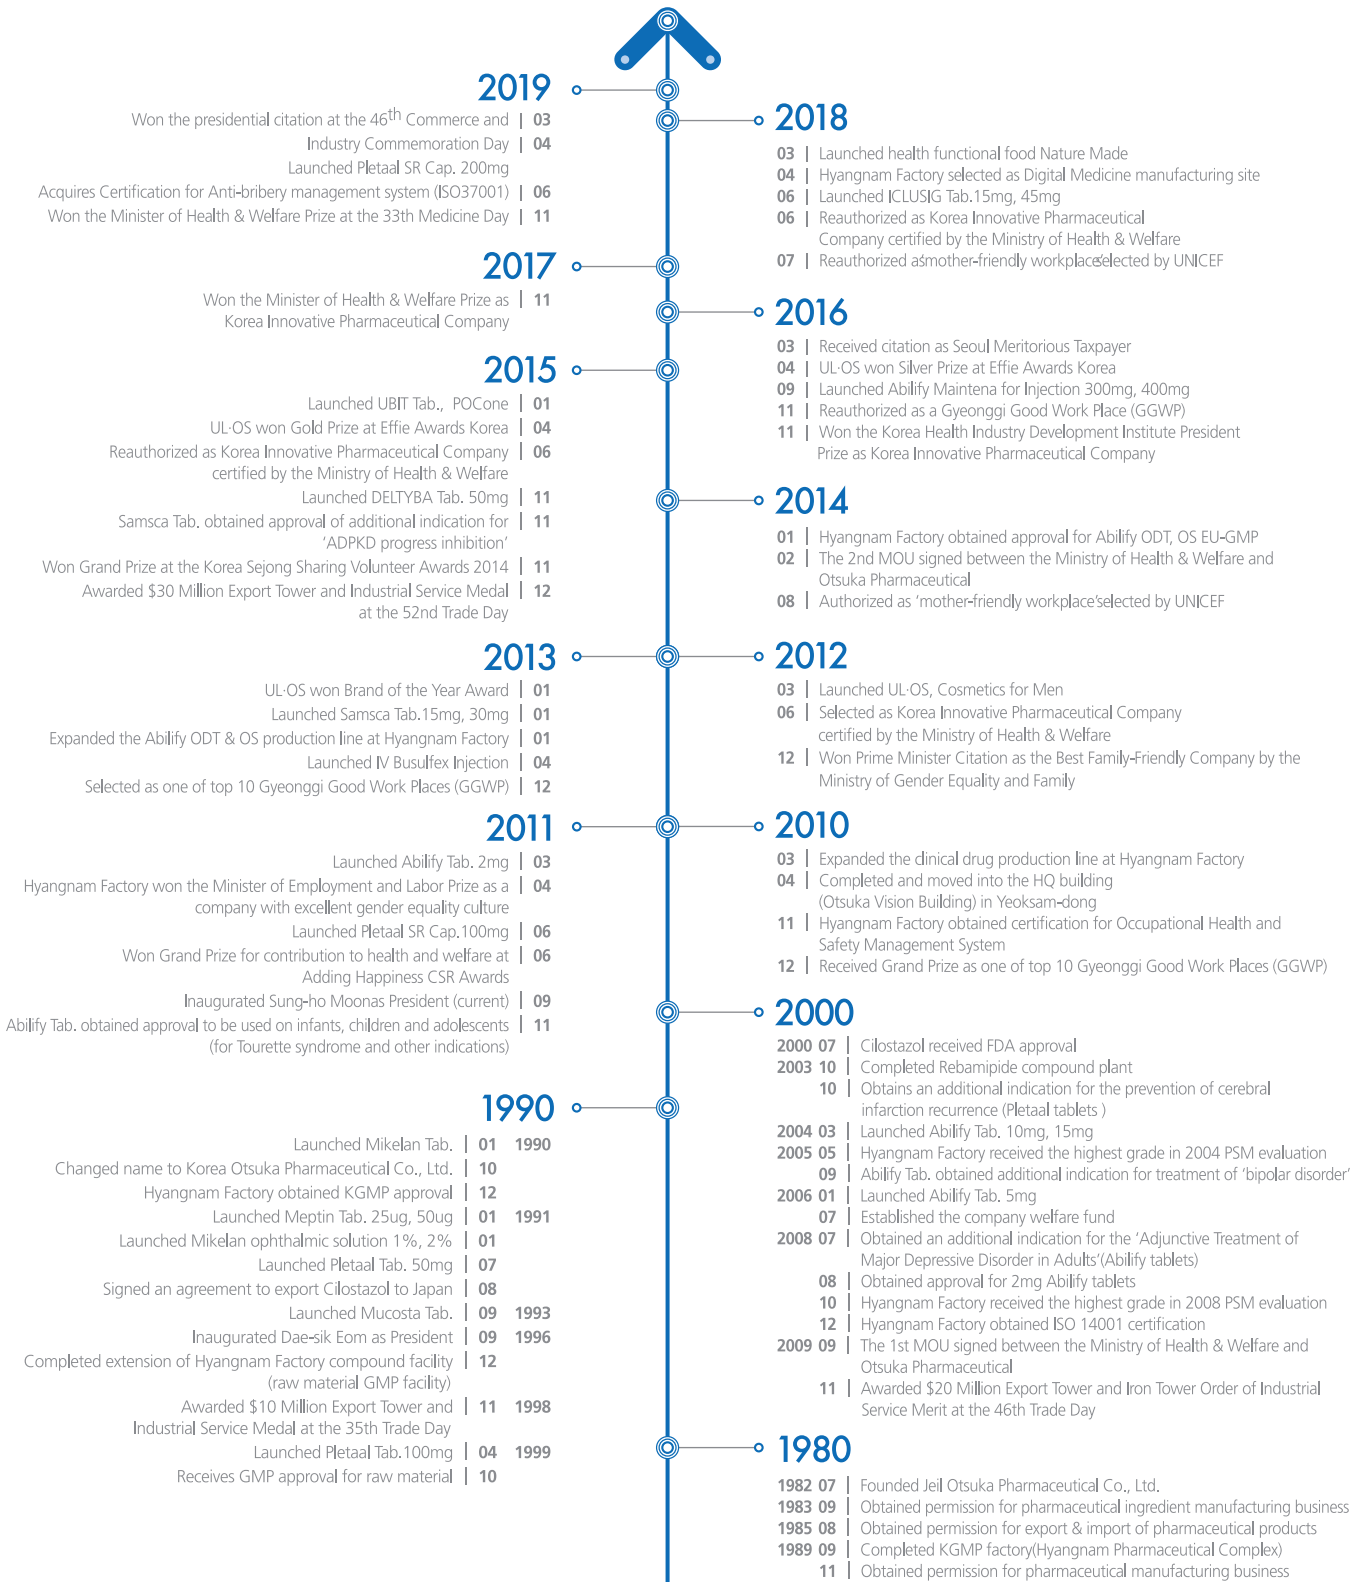 2019
Won the presidential citation at the 46th Commerce and | 03
Industry Commemoration Day | 04
Launched Pletaal SR Cap. 200mg
Acquires Certification for Anti-bribery management system (ISO37001) | 06
Won the Minister of Health & Welfare Prize at the 33th Medicine Day | 11
2018
03 | Launched health functional food Nature Made
04 | Hyangnam Factory selected as Digital Medicine manufacturing site
06 | Launched ICLUSIG Tab.15mg, 45mg
06 | Reauthorized as Korea Innovative Pharmaceutical
Company certified by the Ministry of Health & Welfare
07 | Reauthorized as‘mother-friendly workplace’selected by UNICEF
2017
Won the Minister of Health & Welfare Prize as | 11
Korea Innovative Pharmaceutical Company
2016
03 | Received citation as Seoul Meritorious Taxpayer
04 | UL·OS won Silver Prize at Effie Awards Korea
09 | Launched Abilify Maintena for Injection 300mg, 400mg
11 | Reauthorized as a Gyeonggi Good Work Place (GGWP)
11 | Won the Korea Health Industry Development Institute President
Prize as Korea Innovative Pharmaceutical Company
2015
Launched UBIT Tab., POCone | 01
UL·OS won Gold Prize at Effie Awards Korea | 04
Reauthorized as Korea Innovative Pharmaceutical Company | 06
certified by the Ministry of Health & Welfare
Launched DELTYBA Tab. 50mg | 11
Samsca Tab. obtained approval of additional indication for | 11
‘ADPKD progress inhibition’
Won Grand Prize at the Korea Sejong Sharing Volunteer Awards 2014 | 11
Awarded $30 Million Export Tower and Industrial Service Medal | 12
at the 52nd Trade Day
2014
01 | Hyangnam Factory obtained approval for Abilify ODT, OS EU-GMP
02 | The 2nd MOU signed between the Ministry of Health & Welfare and
Otsuka Pharmaceutical
08 | Authorized as ‘mother-friendly workplace’selected by UNICEF
2013
UL·OS won Brand of the Year Award | 01
Launched Samsca Tab.15mg, 30mg | 01
Expanded the Abilify ODT & OS production line at Hyangnam Factory | 01
Launched IV Busulfex Injection | 04
Selected as one of top 10 Gyeonggi Good Work Places (GGWP) | 12
2012
03 | Launched UL·OS, Cosmetics for Men
06 | Selected as Korea Innovative Pharmaceutical Company
certified by the Ministry of Health & Welfare
12 | Won Prime Minister Citation as the Best Family-Friendly Company by the
Ministry of Gender Equality and Family
2011
Launched Abilify Tab. 2mg | 03
Hyangnam Factory won the Minister of Employment and Labor Prize as a | 04
company with excellent gender equality culture
Launched Pletaal SR Cap.100mg | 06
Won Grand Prize for contribution to health and welfare at | 06
Adding Happiness CSR Awards
Inaugurated Sung-ho Moonas President (current) | 09
Abilify Tab. obtained approval to be used on infants, children and adolescents | 11
(for Tourette syndrome and other indications)
2010
03 | Expanded the clinical drug production line at Hyangnam Factory
04 | Completed and moved into the HQ building
(Otsuka Vision Building) in Yeoksam-dong
11 | Hyangnam Factory obtained certification for Occupational Health and
Safety Management System
12 | Received Grand Prize as one of top 10 Gyeonggi Good Work Places (GGWP)
2000
2000 07 | Cilostazol received FDA approval
2003 10 | Completed Rebamipide compound plant
10 | Obtains an additional indication for the prevention of cerebral
infarction recurrence (Pletaal tablets )
2004 03 | Launched Abilify Tab. 10mg, 15mg
2005 05 | Hyangnam Factory received the highest grade in 2004 PSM evaluation
09 | Abilify Tab. obtained additional indication for treatment of ‘bipolar disorder’
2006 01 | Launched Abilify Tab. 5mg
07 | Established the company welfare fund
2008 07 | Obtained an additional indication for the ‘Adjunctive Treatment of
Major Depressive Disorder in Adults’(Abilify tablets)
08 | Obtained approval for 2mg Abilify tablets
10 | Hyangnam Factory received the highest grade in 2008 PSM evaluation
12 | Hyangnam Factory obtained ISO 14001 certification
2009 09 | The 1st MOU signed between the Ministry of Health & Welfare and
Otsuka Pharmaceutical
11 | Awarded $20 Million Export Tower and Iron Tower Order of Industrial
Service Merit at the 46th Trade Day
1990
Launched Mikelan Tab. | 01 1990
Changed name to Korea Otsuka Pharmaceutical Co., Ltd. | 10
Hyangnam Factory obtained KGMP approval | 12
Launched Meptin Tab. 25ug, 50ug | 01 1991
Launched Mikelan ophthalmic solution 1%, 2% | 01
Launched Pletaal Tab. 50mg | 07
Signed an agreement to export Cilostazol to Japan | 08
Launched Mucosta Tab. | 09 1993
Inaugurated Dae-sik Eom as President | 09 1996
Completed extension of Hyangnam Factory compound facility | 12
(raw material GMP facility)
Awarded $10 Million Export Tower and | 11 1998
Industrial Service Medal at the 35th Trade Day
Launched Pletaal Tab.100mg | 04 1999
Receives GMP approval for raw material | 10
1980
1982 07 | Founded Jeil Otsuka Pharmaceutical Co., Ltd.
1983 09 | Obtained permission for pharmaceutical ingredient manufacturing business
1985 08 | Obtained permission for export & import of pharmaceutical products
1989 09 | Completed KGMP factory(Hyangnam Pharmaceutical Complex)
11 | Obtained permission for pharmaceutical manufacturing business